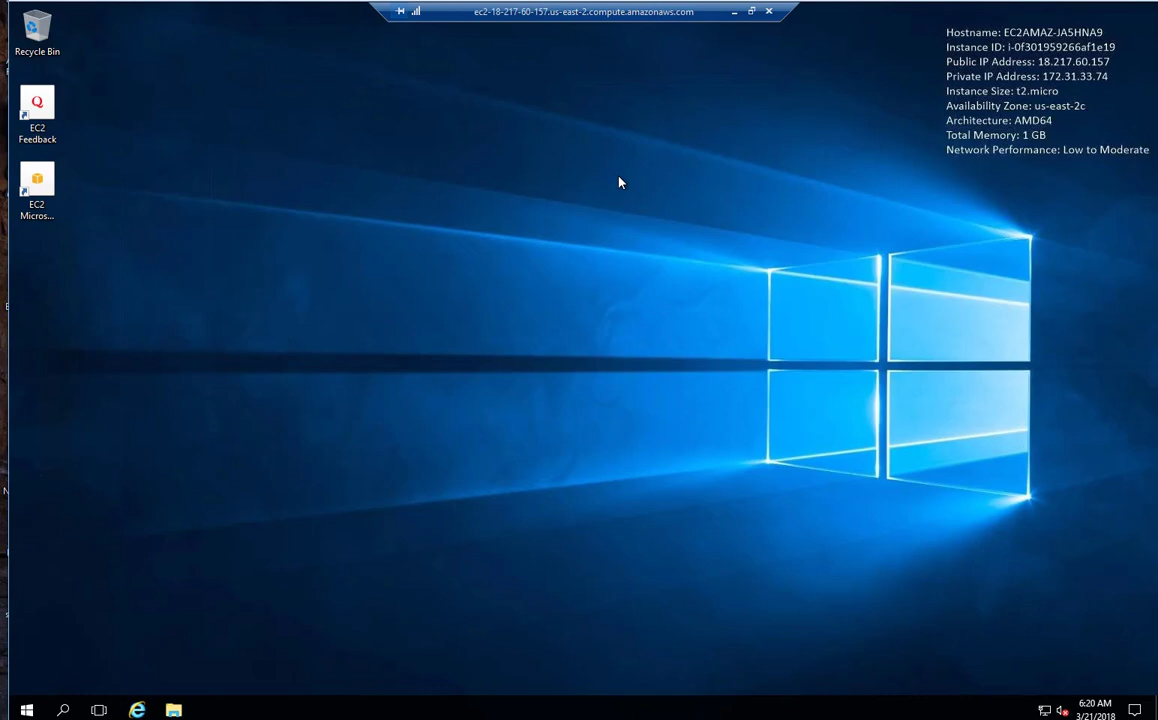 ec2-18-217-60-157.us-east-2.compute.amazonaws.com
Recycle Bin
Q
EC2
Feedback
EC2
Micros...
Hostname: EC2AMAZ-JA5HNA9
Instance ID: i-0f301959266af1e19
Public IP Address: 18.217.60.157
Private IP Address: 172.31.33.74
Instance Size: t2.micro
Availability Zone: us-east-2c
Architecture: AMD64
Total Memory: 1 GB
Network Performance: Low to Moderate
6:20 AM
3/21/2018